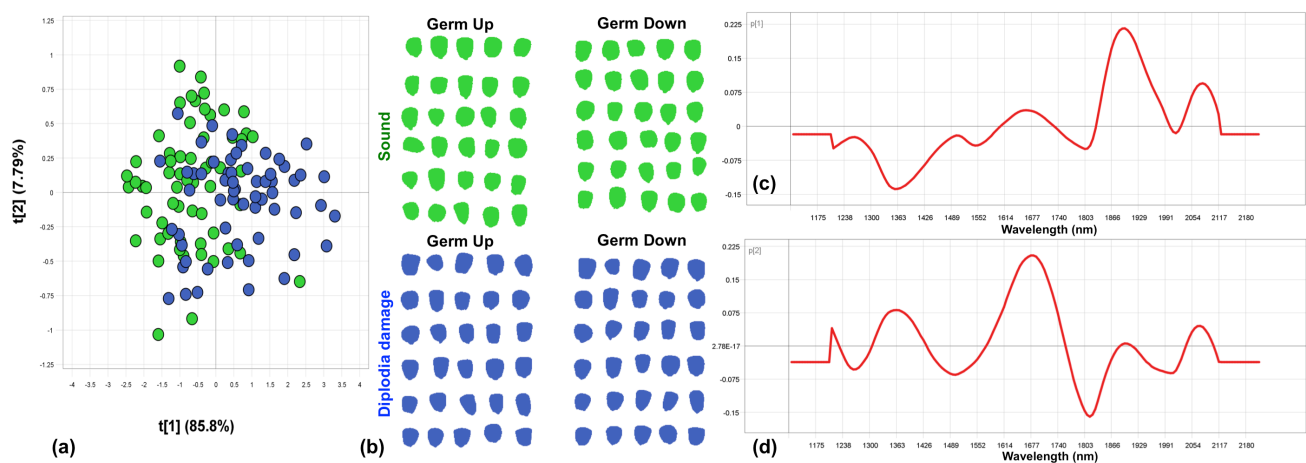 1.25
1
0.75
0.5
0.25
0
-0.25
-0.5
-0.75
-1
-1.25
-4 -3.5 -3 -2.5 -2 -1.5 -1 -0.5 0 0.5 1 1.5 2 2.5 3 3.5 4
t[2] (7.79%)
t[1] (85.8%)
(a)
Germ Up
Germ Down
Sound
Germ Up
Germ Down
Diplodia damage
(b)
p[1]
0.225
0.15
0.075
0
-0.075
-0.15
1175 1238 1300 1363 1426 1489 1552 1614 1677 1740 1803 1866 1929 1991 2054 2117 2180
Wavelength (nm)
(c)
p[2]
0.225
0.15
0.075
2.78E-17
-0.075
-0.15
1175 1238 1300 1363 1426 1489 1552 1614 1677 1740 1803 1866 1929 1991 2054 2117 2180
Wavelength (nm)
(d)